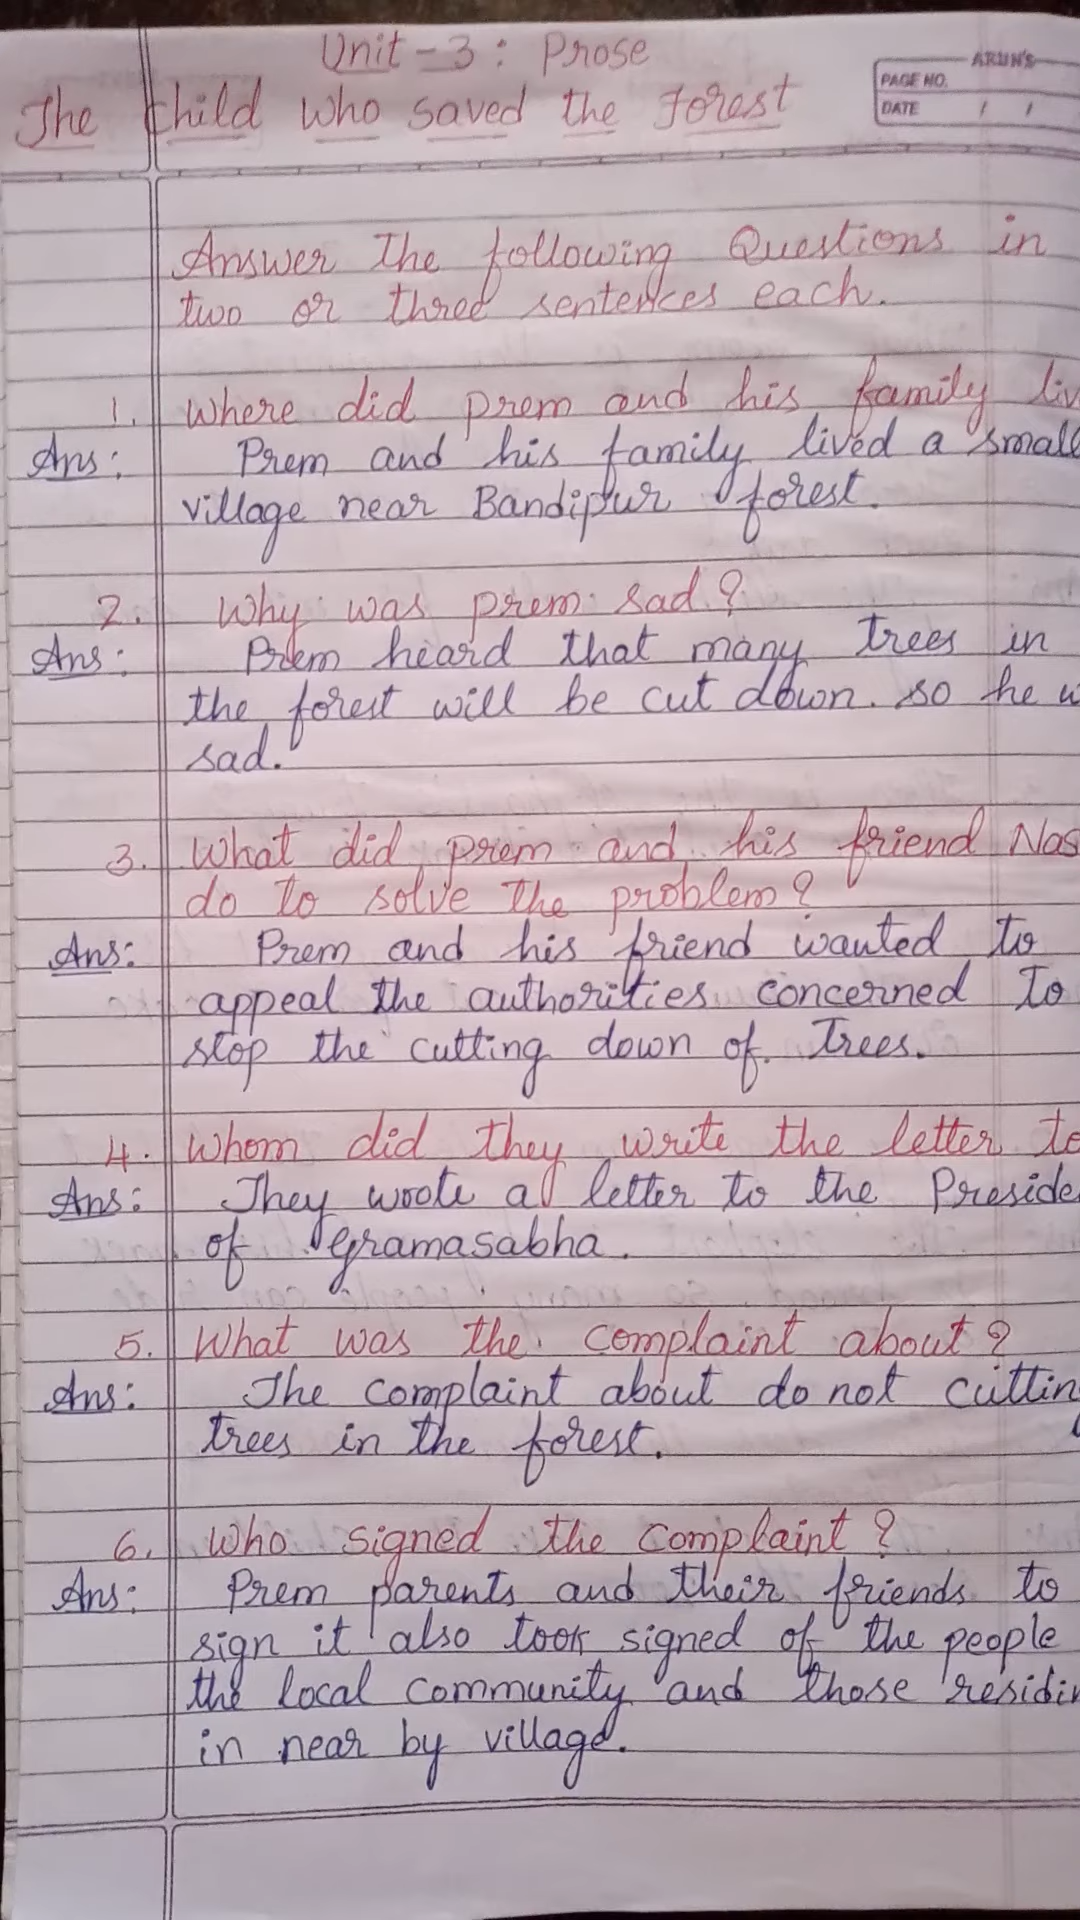 Unit - 3 : Prose
ARUN'S
PAGE NO.
DATE / /
The Child Who saved the Forest
Answer The following Questions in
two or three sentences each.
1. Where did prem and his family liv
Ans: Prem and his family lived a small
village near Bandipur forest.
2. Why was prem sad?
Ans: Prem heard that many trees in
the forest will be cut down. so he w
sad.
3. What did prem and his friend Nas
do to solve the problem?
Ans: Prem and his friend wanted to
appeal the authorities concerned To
stop the cutting down of Trees.
4. Whom did they write the letter to
Ans: They wrote a letter to the Preside
of gramasabha.
5. What was the complaint about?
Ans: The complaint about do not cutting
trees in the forest.
6. Who signed the complaint?
Ans: Prem parents and their friends to
sign it also took signed of the people
the local community and those residin
in near by village.